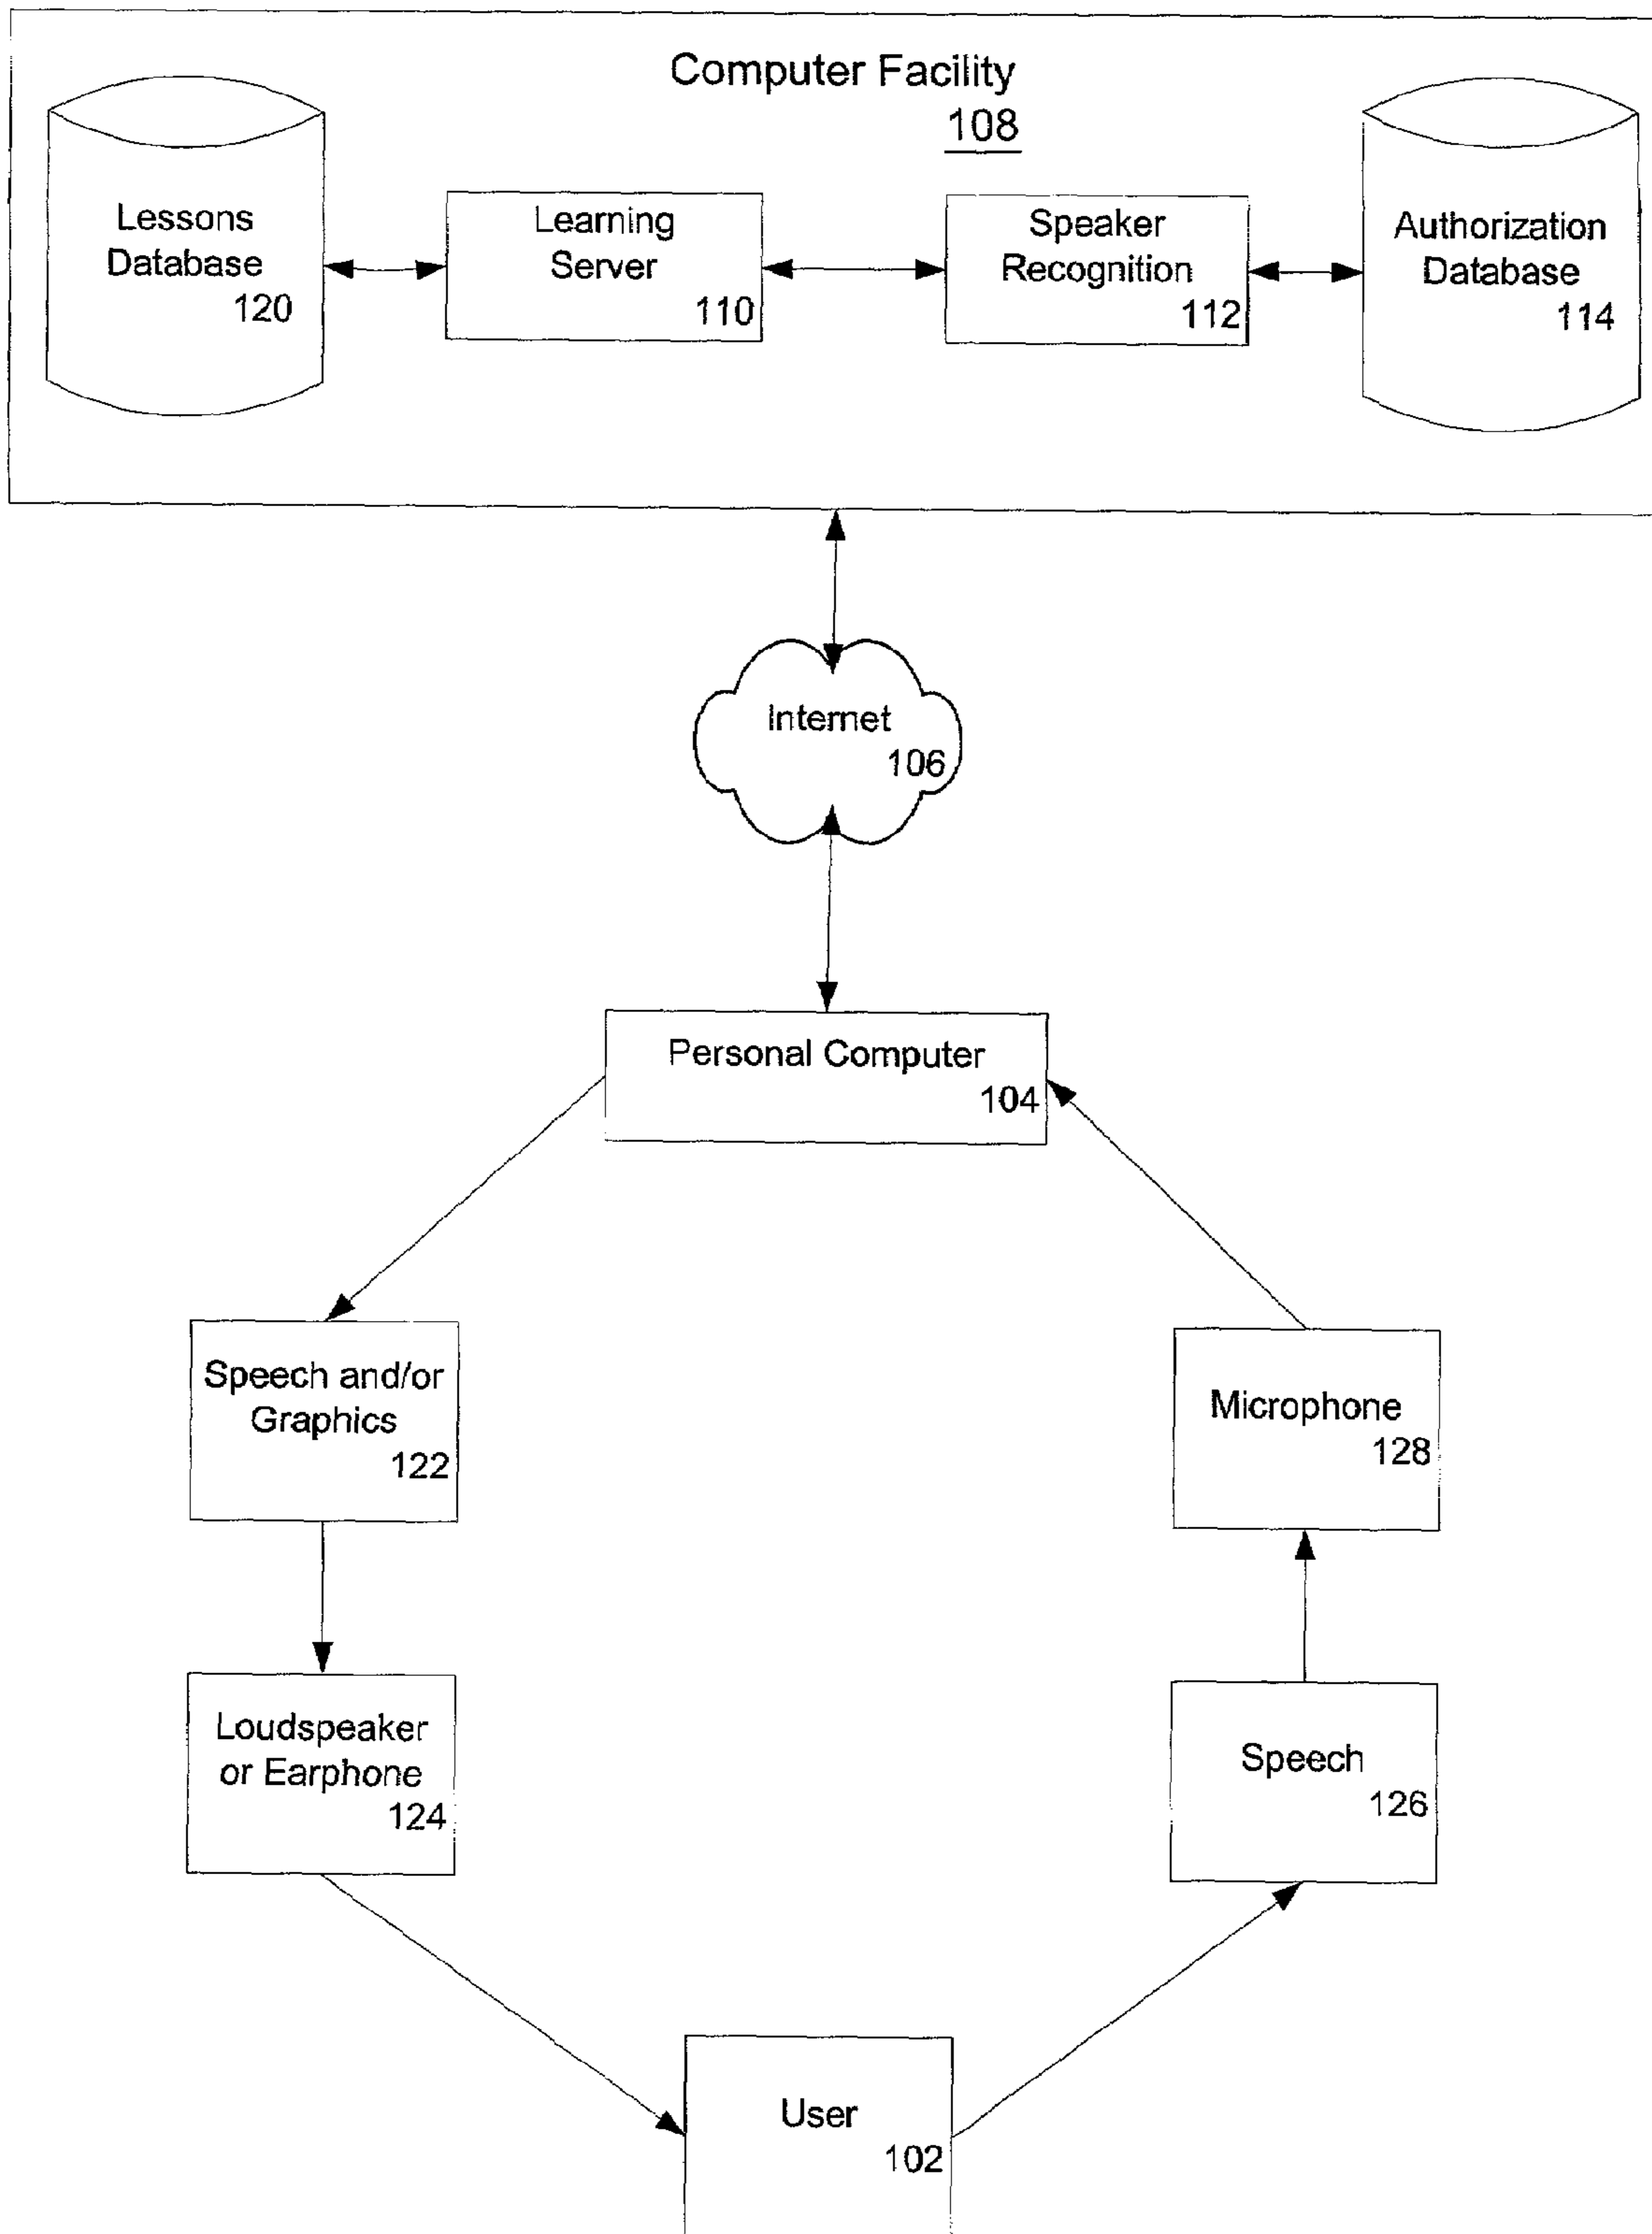 Computer Facility
108
Lessons
Database
120
Learning
Server
110
Speaker
Recognition
112
Authorization
Database
114
Internet
106
Personal Computer
104
Speech and/or
Graphics
122
Microphone
128
Loudspeaker
or Earphone
124
Speech
126
User
102